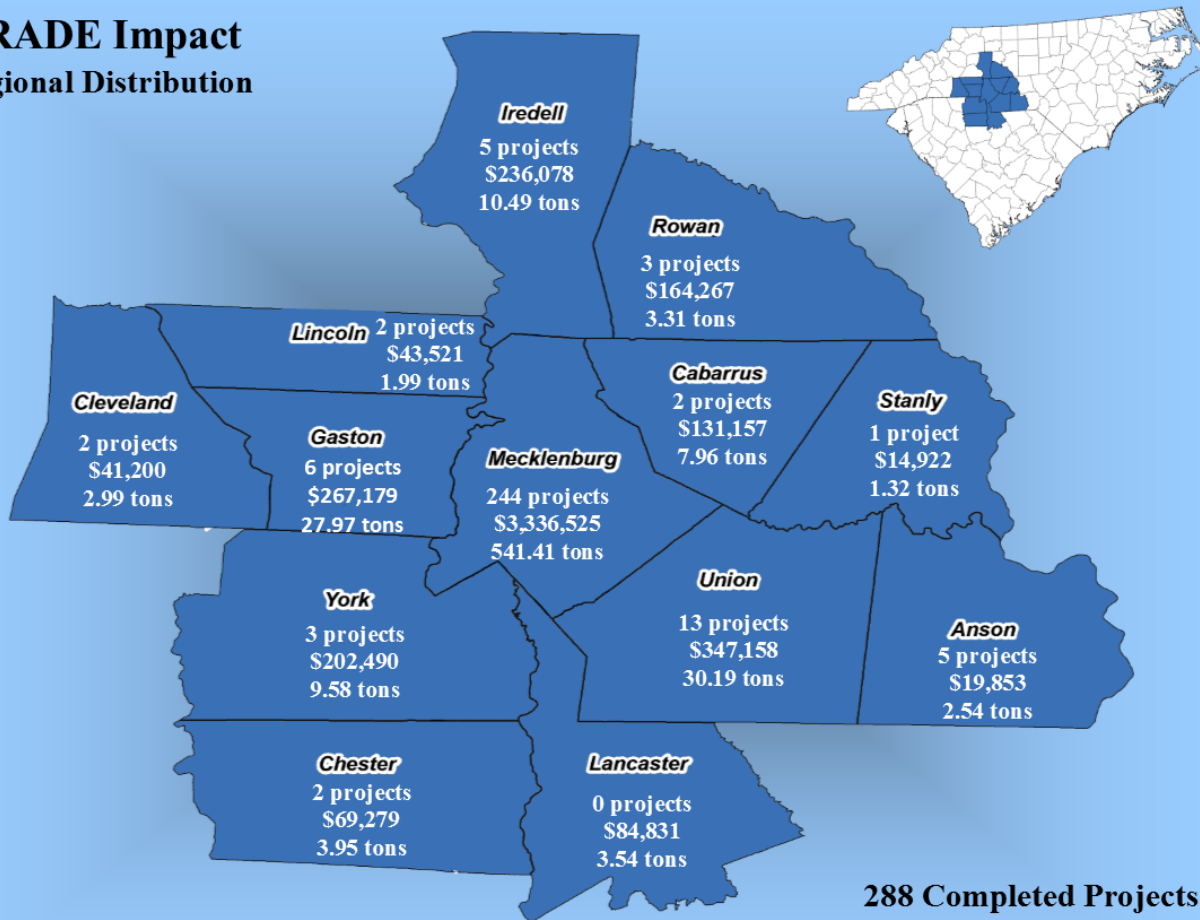 RADE Impact
gional Distribution
Iredell
5 projects
$236,078
10.49 tons
Rowan
3 projects
$164,267
3.31 tons
Lincoln
2 projects
$43,521
1.99 tons
Cleveland
2 projects
$41,200
2.99 tons
Gaston
6 projects
$267,179
27.97 tons
Mecklenburg
244 projects
$3,336,525
541.41 tons
Cabarrus
2 projects
$131,157
7.96 tons
Stanly
1 project
$14,922
1.32 tons
York
3 projects
$202,490
9.58 tons
Union
13 projects
$347,158
30.19 tons
Anson
5 projects
$19,853
2.54 tons
Chester
2 projects
$69,279
3.95 tons
Lancaster
0 projects
$84,831
3.54 tons
288 Completed Projects